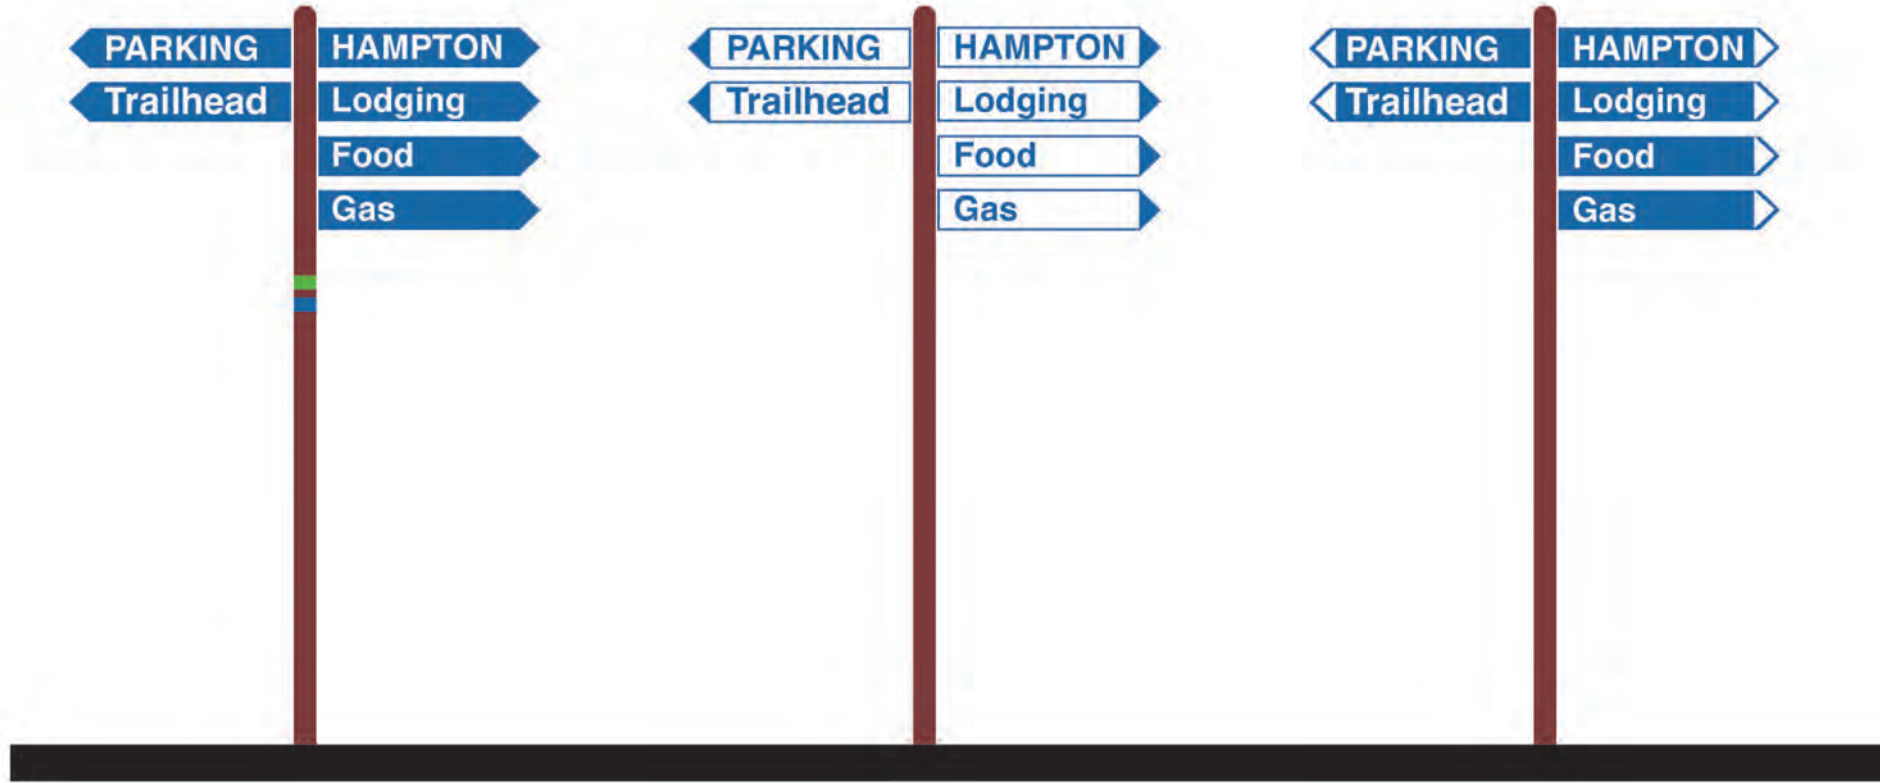 PARKING HAMPTON
Trailhead Lodging
Food
Gas
PARKING HAMPTON
Trailhead Lodging
Food
Gas
PARKING HAMPTON
Trailhead Lodging
Food
Gas